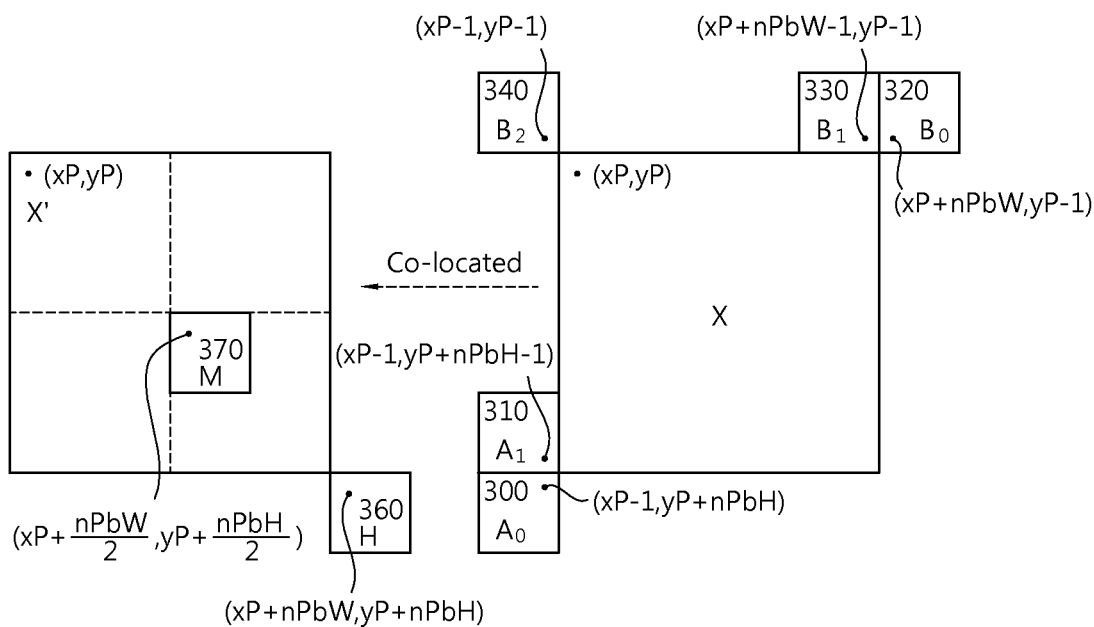 (xP-1,yP-1)
(xP+nPbW-1,yP-1)
340
B₂
330
B₁
320
B₀
(xP,yP)
X'
(xP,yP)
(xP+nPbW,yP-1)
Co-located
X
370
M
(xP-1,yP+nPbH-1)
310
A₁
300
A₀
(xP-1,yP+nPbH)
360
H
(xP+nPbW/2,yP+nPbH/2)
(xP+nPbW,yP+nPbH)